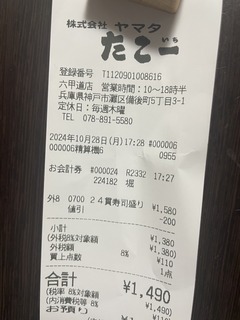 株式会社 ヤマタ
たこ一
いち
登録番号 T1120901008616
六甲道店 営業時間:10~18時半
兵庫県神戸市灘区備後町5丁目3-1
定休日:毎週木曜
TEL 078-891-5580
2024年10月28日(月)17:28 #000006
000006精算機6 0955
お会計券 #000024 R2332 17:27
224182 堀
外8 0700 24貫寿司盛り ¥1,580
値引 -200
小計 ¥1,380
(外税8%対象額 ¥1,380)
外税額 8% ¥110
買上点数 1点
合計 ¥1,490
(税率 8%対象額 ¥1,490)
(内消費税等 8% ¥110)
お預り